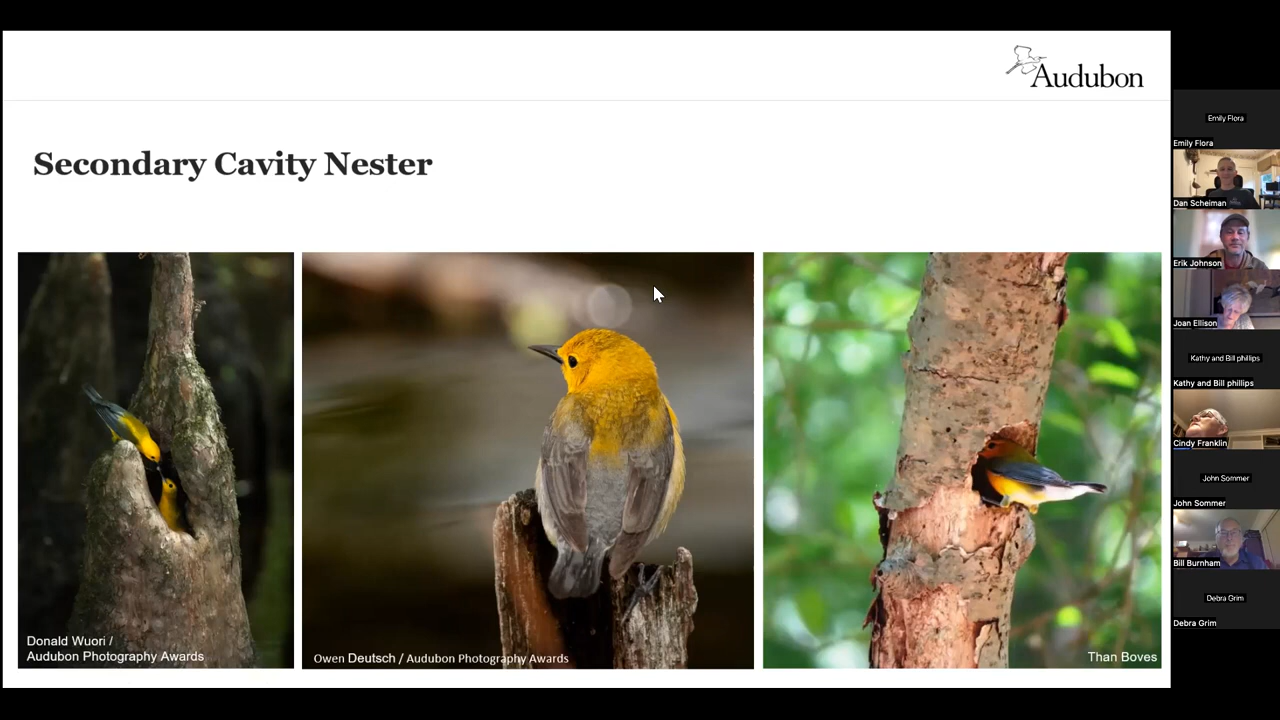 Audubon
Secondary Cavity Nester
Donald Wuori /
Audubon Photography Awards
Owen Deutsch / Audubon Photography Awards
Than Boves
Emily Flora
Emily Flora
Dan Scheiman
Erik Johnson
Joan Ellison
Kathy and Bill phillips
Kathy and Bill phillips
Cindy Franklin
John Sommer
John Sommer
Bill Burnham
Debra Grim
Debra Grim